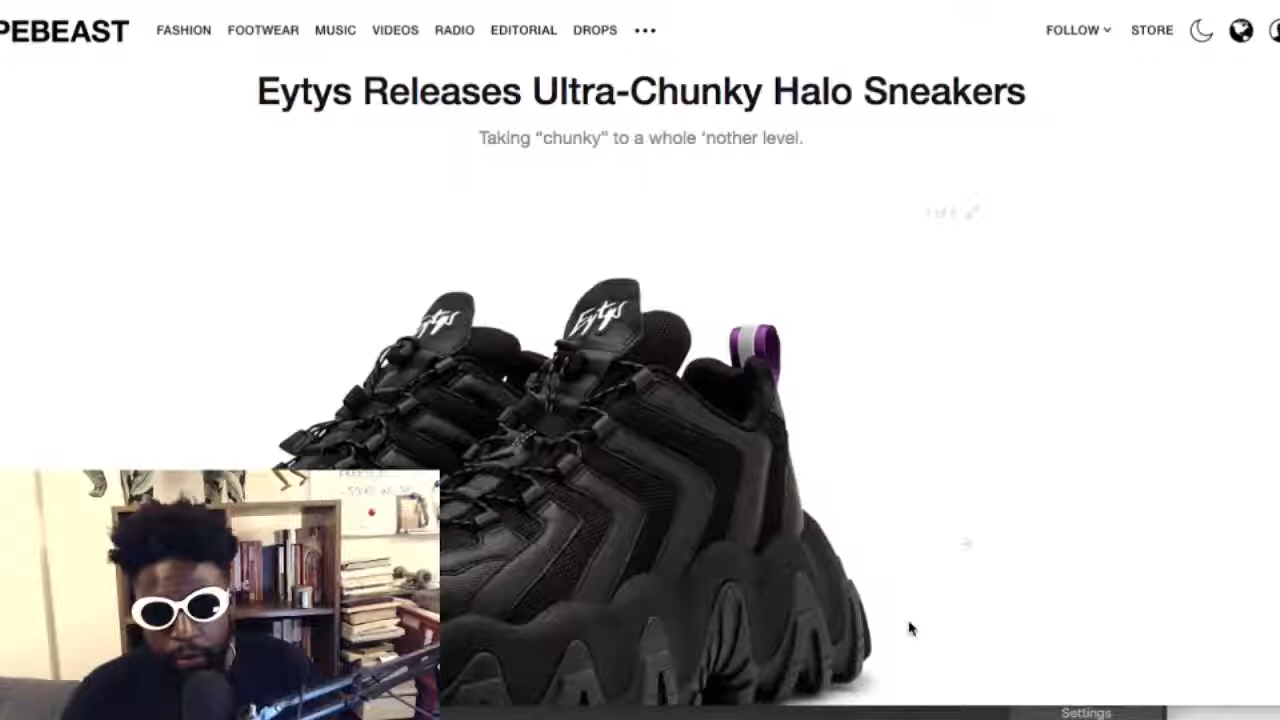 PEBEAST FASHION FOOTWEAR MUSIC VIDEOS RADIO EDITORIAL DROPS ••• FOLLOW STORE
Eytys Releases Ultra-Chunky Halo Sneakers
Taking “chunky” to a whole ‘nother level.
Eytys
Eytys
Settings